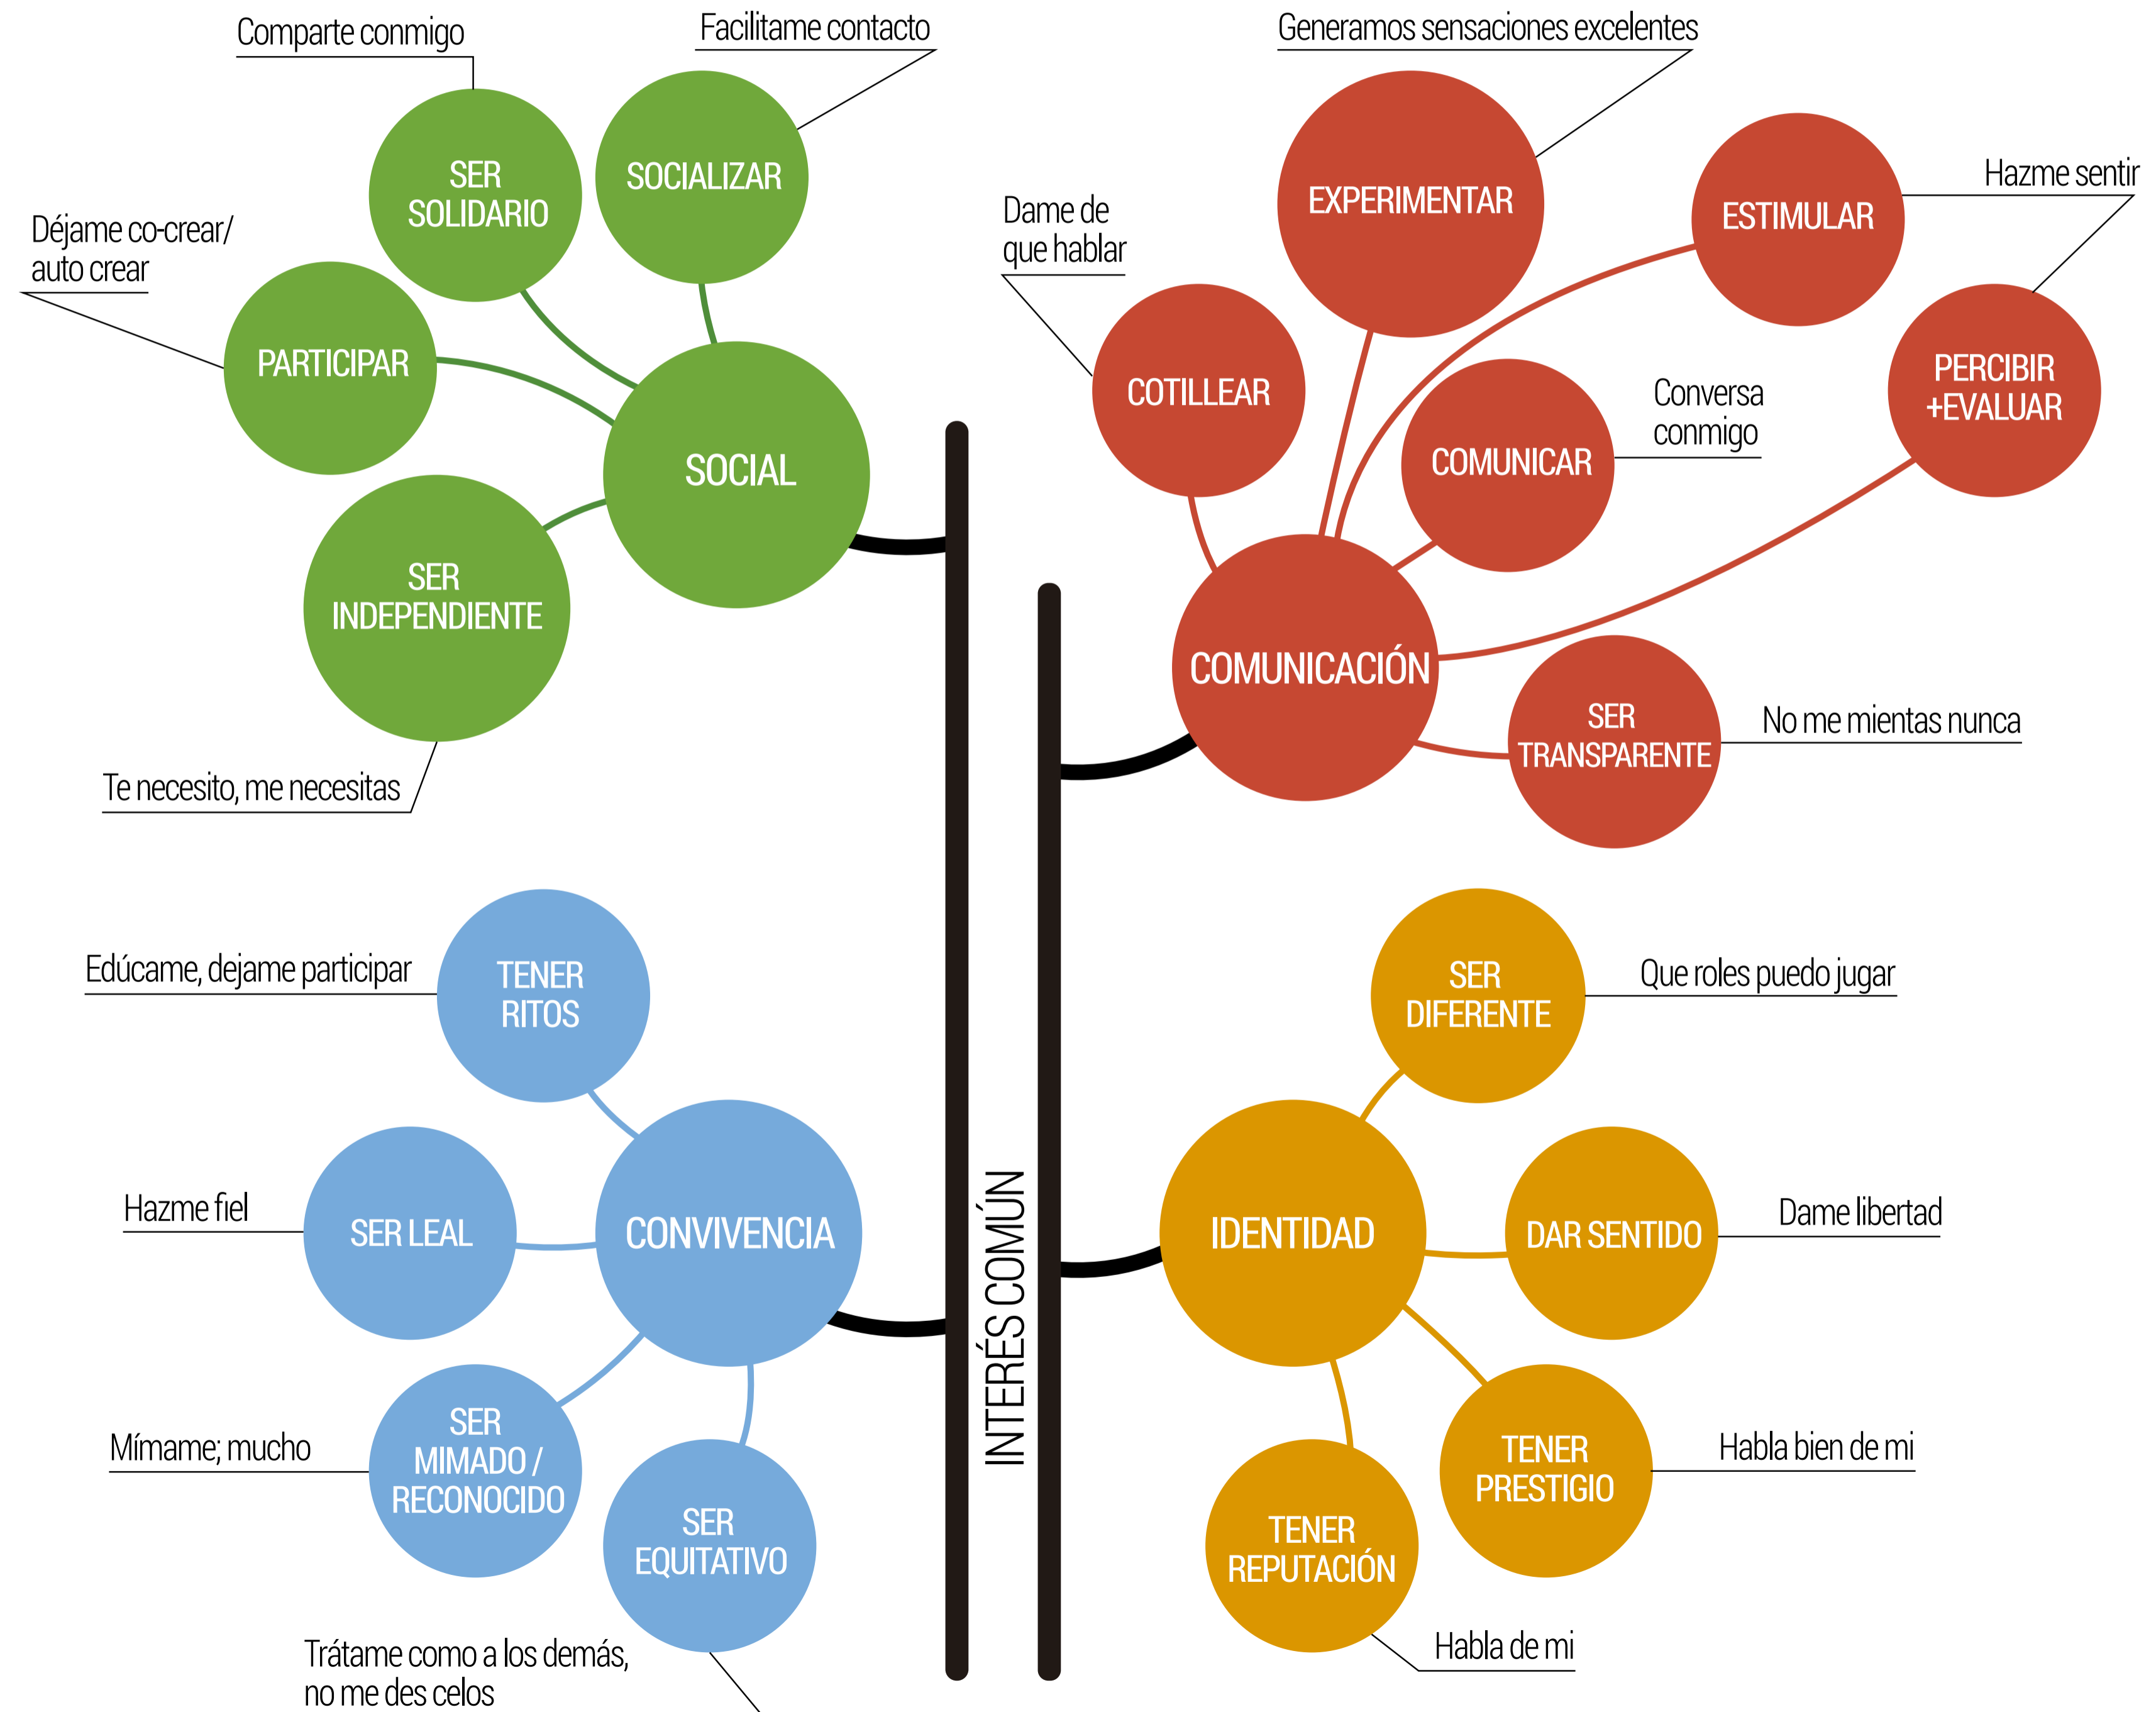 Comparte conmigo
Facilitame contacto
SER
SOLIDARIO
SOCIALIZAR
Déjame co-crear/
auto crear
PARTICIPAR
SOCIAL
SER
INDEPENDIENTE
Te necesito, me necesitas
Generamos sensaciones excelentes
EXPERIMENTAR
ESTIMULAR
Hazme sentir
Dame de
que hablar
COTILLEAR
COMUNICAR
Conversa
conmigo
PERCIBIR
+EVALUAR
COMUNICACIÓN
SER
TRANSPARENTE
No me mientas nunca
Edúcame, dejame participar
TENER
RITOS
Hazme fiel
SER LEAL
CONVIVENCIA
Mímame; mucho
SER
MIMADO /
RECONOCIDO
SER
EQUITATIVO
Trátame como a los demás,
no me des celos
INTERÉS COMÚN
SER
DIFERENTE
Que roles puedo jugar
IDENTIDAD
DAR SENTIDO
Dame libertad
TENER
PRESTIGIO
Habla bien de mi
TENER
REPUTACIÓN
Habla de mi